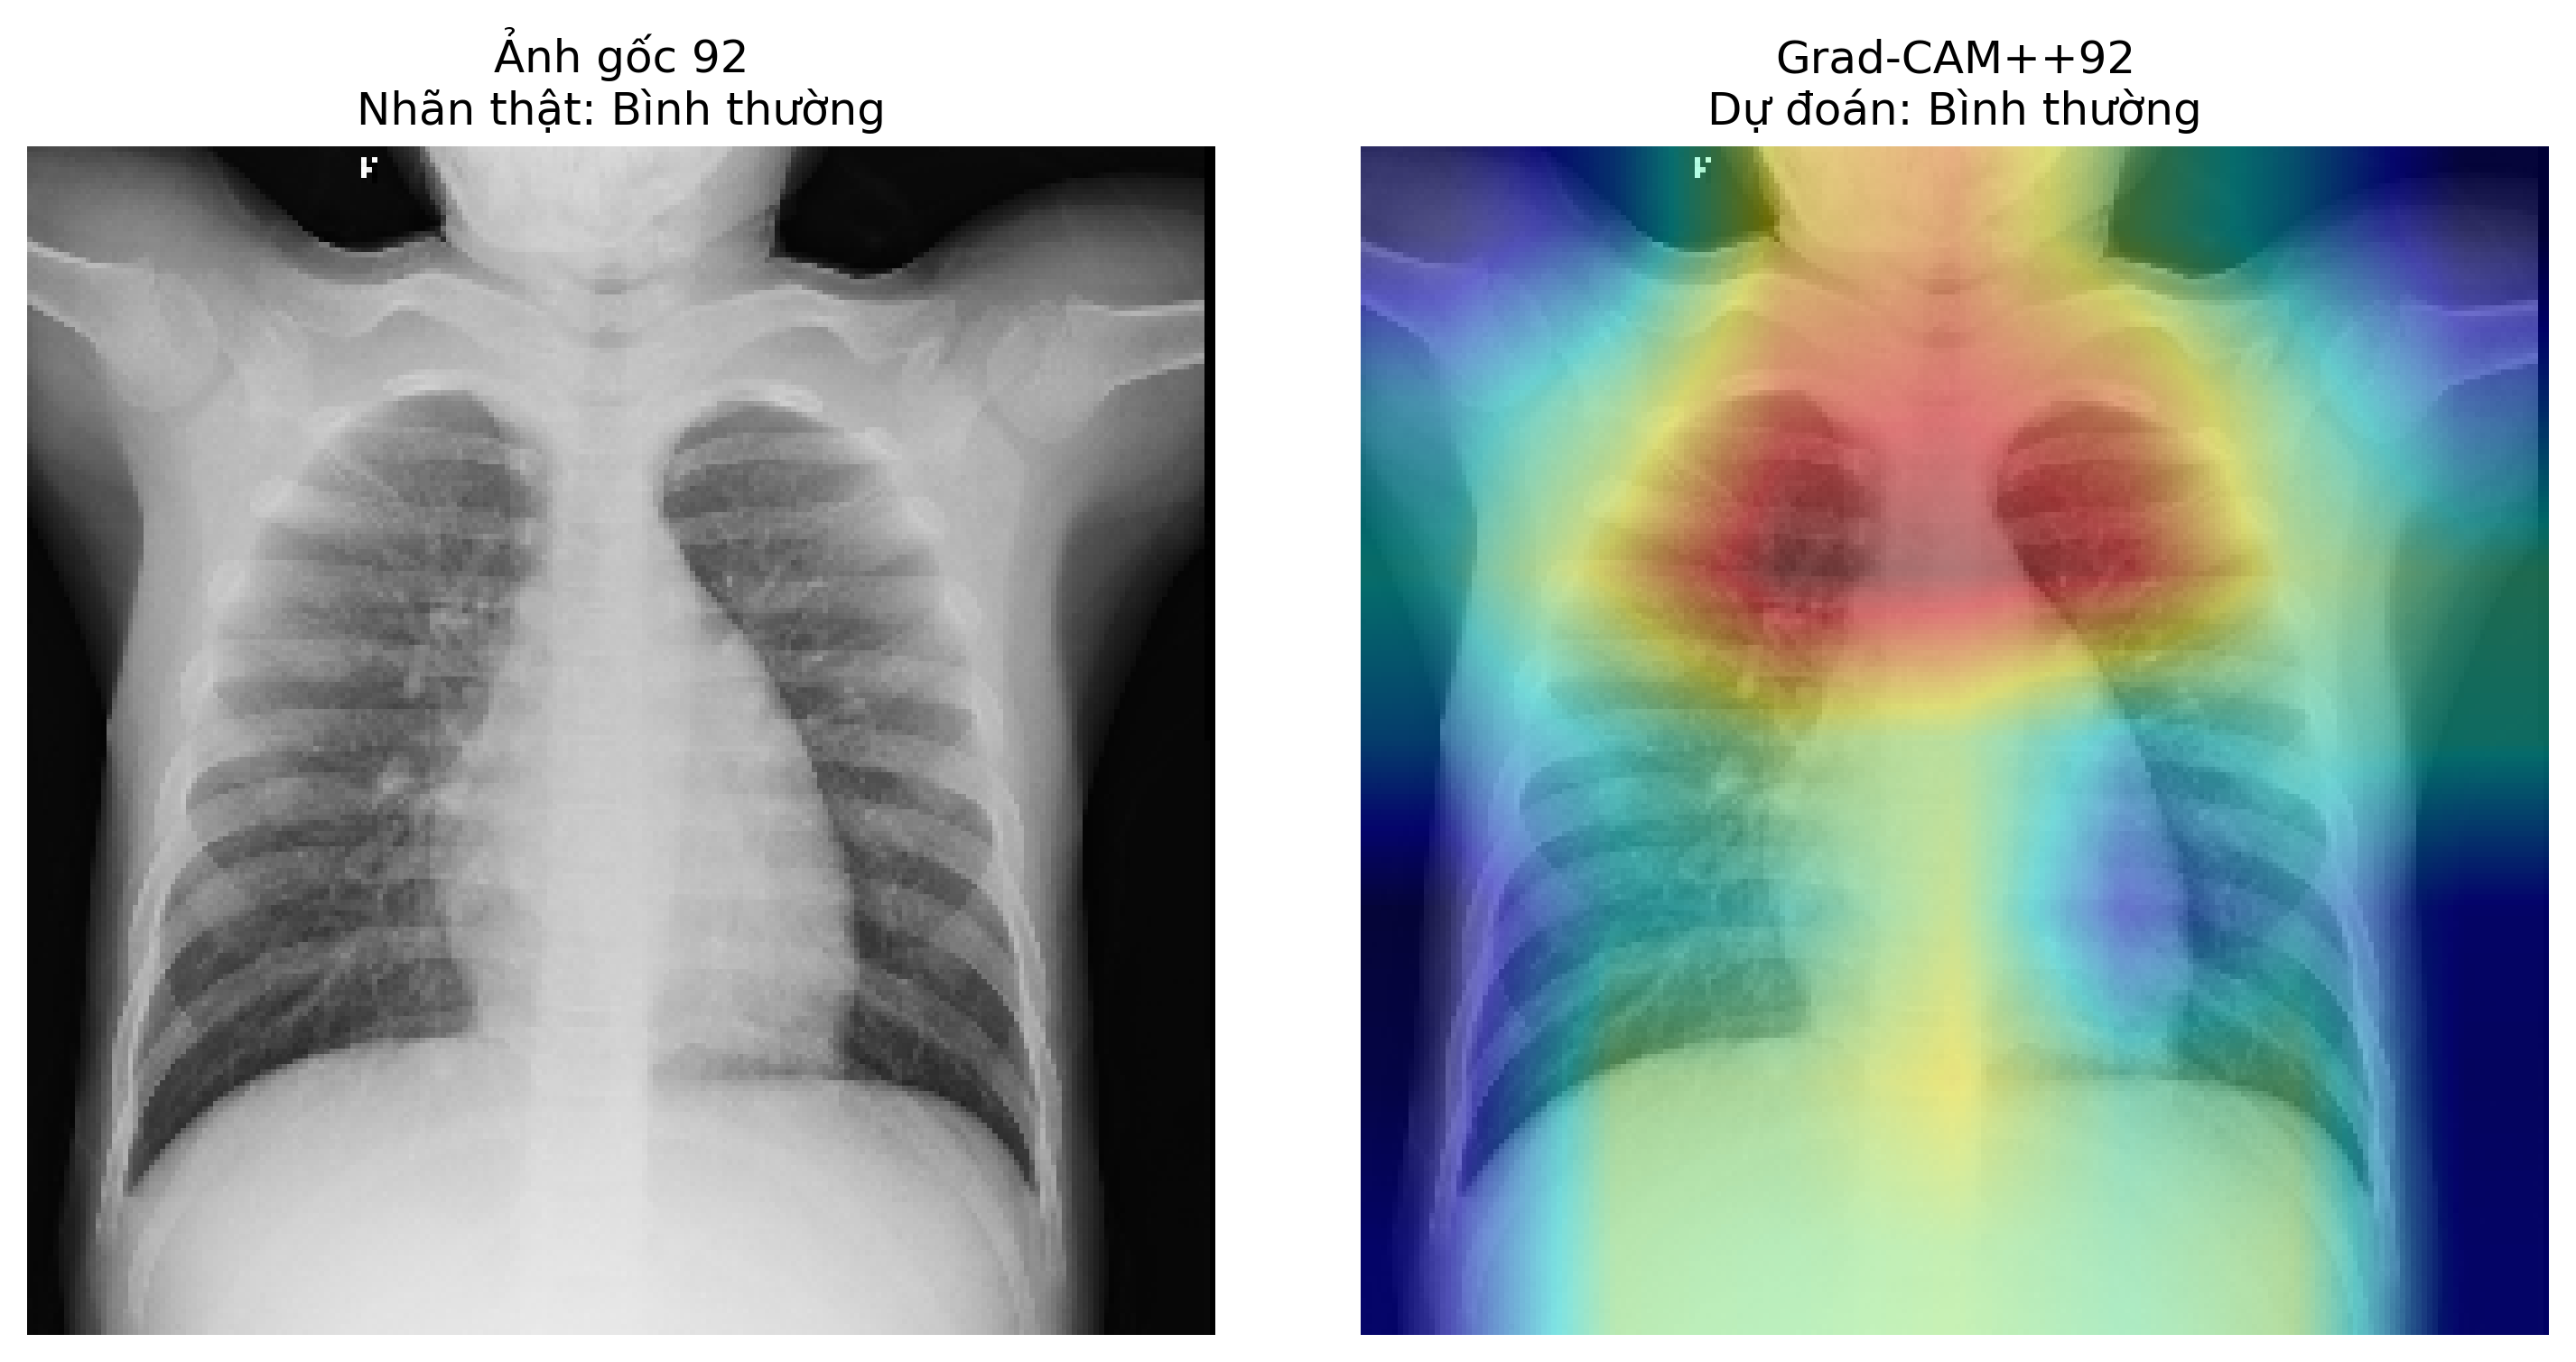 Ảnh gốc 92
Nhãn thật: Bình thường
Grad-CAM++92
Dự đoán: Bình thường